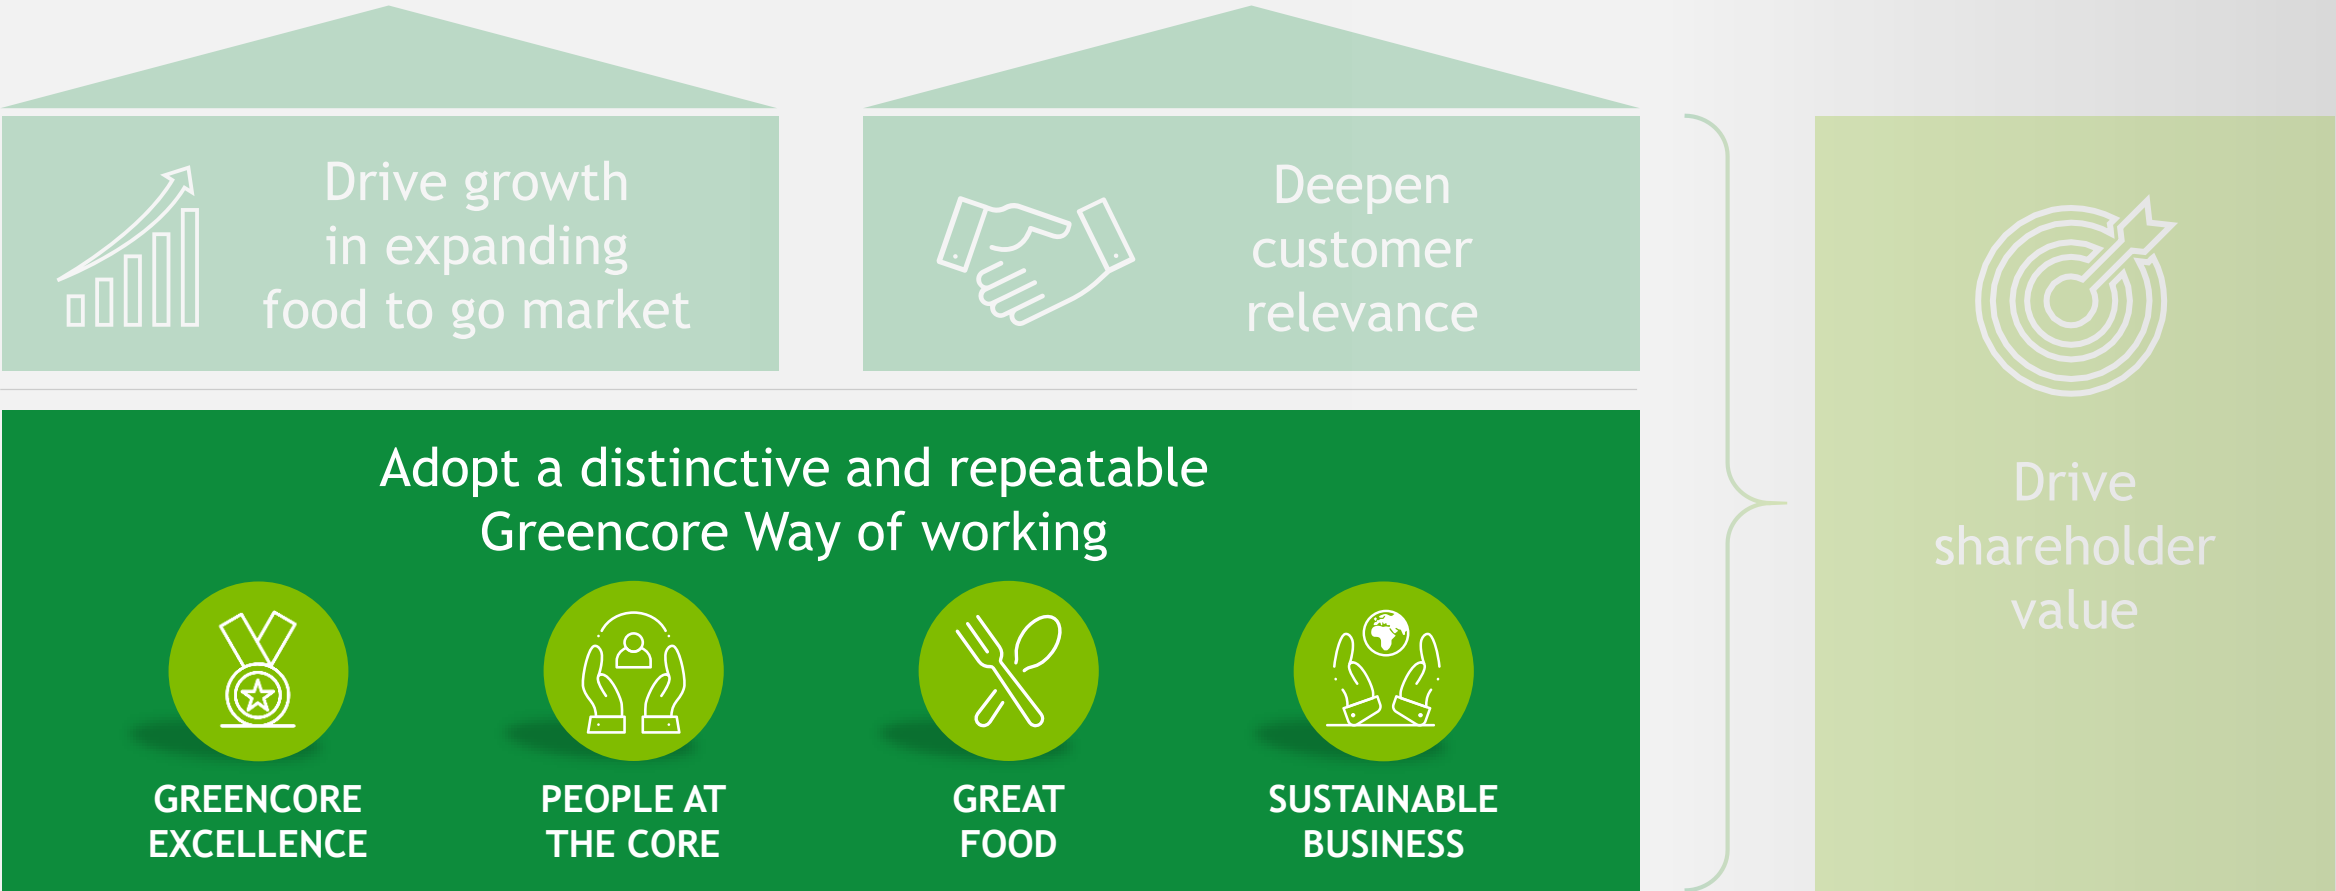 Drive growth
in expanding
food to go market
Deepen
customer
relevance
Adopt a distinctive and repeatable
Greencore Way of working
GREENCORE
EXCELLENCE
PEOPLE AT
THE CORE
GREAT
FOOD
SUSTAINABLE
BUSINESS
Drive
shareholder
value